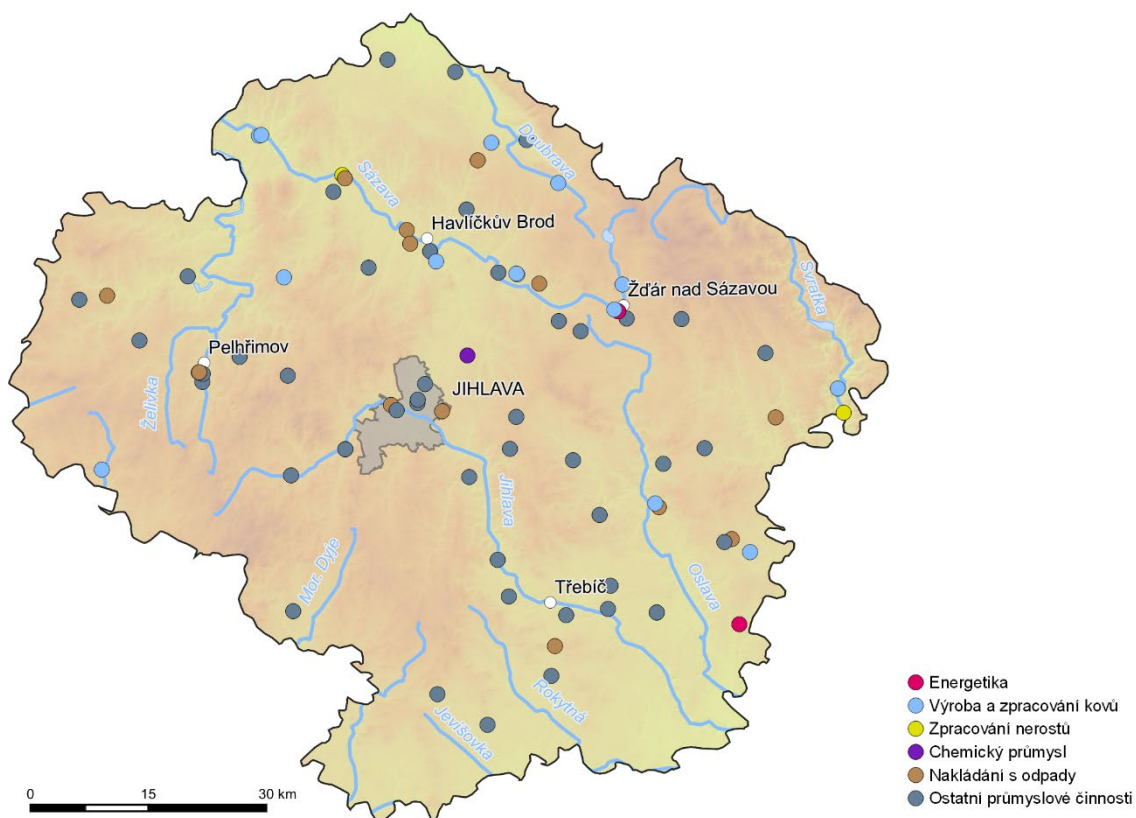 Doubrava
Sázava
Havlíčkův Brod
Svratka
Žďár nad Sázavou
Pelhřimov
Želivka
JIHLAVA
Jihlava
Mor. Dyje
Třebíč
Oslava
Rokytná
Jevišovka
Energetika
Výroba a zpracování kovů
Zpracování nerostů
Chemický průmysl
Nakládání s odpady
Ostatní průmyslové činnosti
0 15 30 km